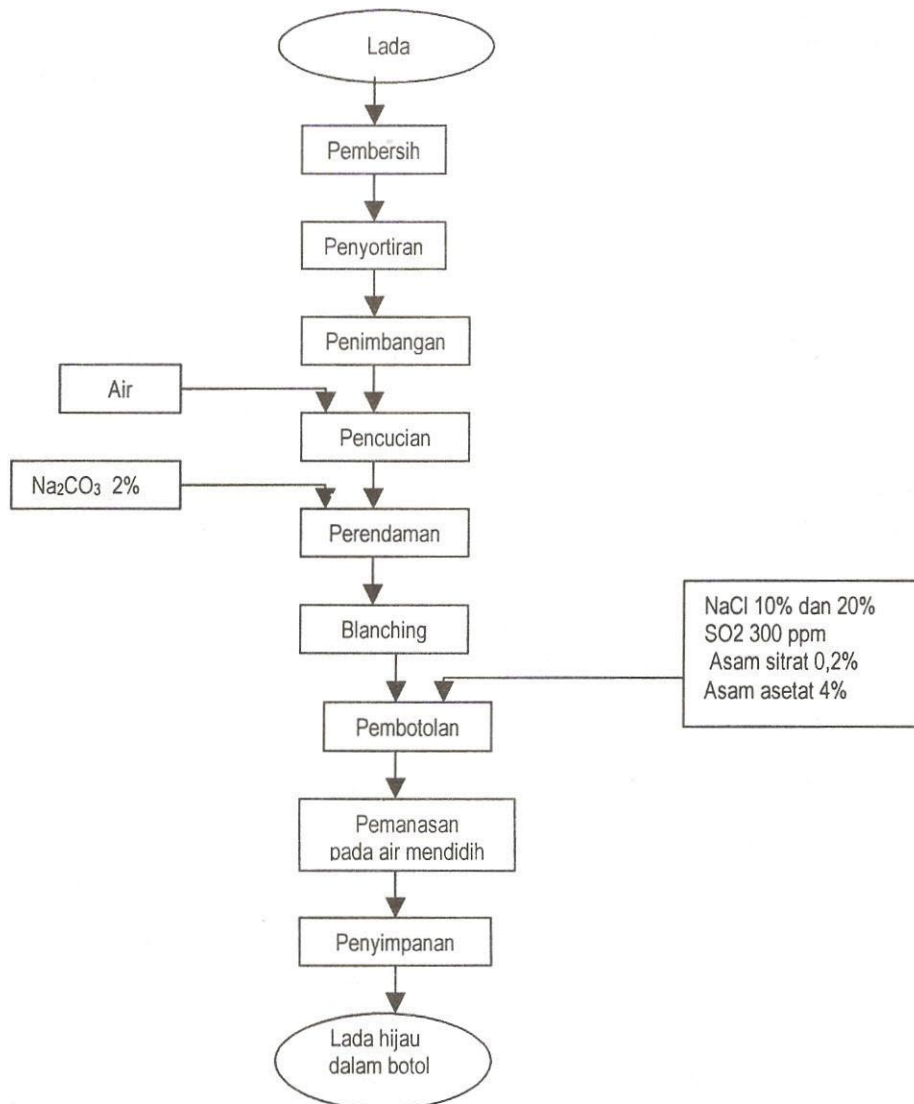 Lada
Pembersih
Penyortiran
Penimbangan
Air
Pencucian
Na₂CO₃ 2%
Perendaman
Blanching
NaCl 10% dan 20%
SO2 300 ppm
Asam sitrat 0,2%
Asam asetat 4%
Pembotolan
Pemanasan
pada air mendidih
Penyimpanan
Lada hijau
dalam botol